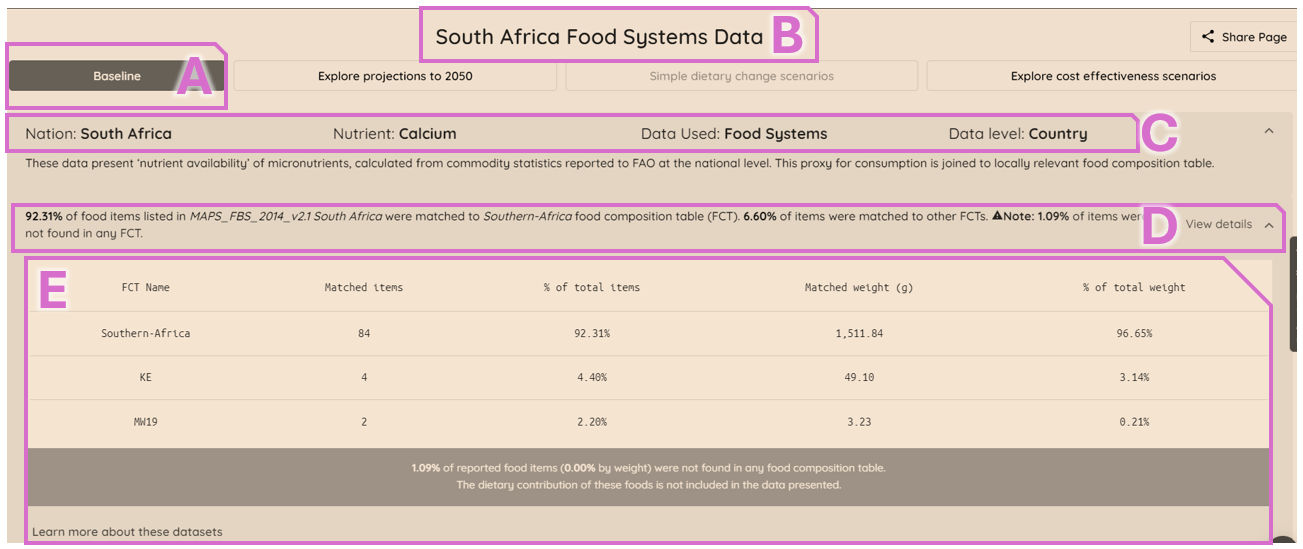 South Africa Food Systems Data B
Share Page
A
Baseline
Explore projections to 2050
Simple dietary change scenarios
Explore cost effectiveness scenarios
Nation: South Africa
Nutrient: Calcium
Data Used: Food Systems
Data level: Country
C
These data present 'nutrient availability' of micronutrients, calculated from commodity statistics reported to FAO at the national level. This proxy for consumption is joined to locally relevant food composition table.
92.31% of food items listed in MAPS_FBS_2014_v2.1 South Africa were matched to Southern-Africa food composition table (FCT). 6.60% of items were matched to other FCTs. ⚠Note: 1.09% of items wer
not found in any FCT.
D
View details
E
FCT Name Matched items % of total items Matched weight (g) % of total weight
Southern-Africa 84 92.31% 1,511.84 96.65%
KE 4 4.40% 49.10 3.14%
MW19 2 2.20% 3.23 0.21%
1.09% of reported food items (0.00% by weight) were not found in any food composition table.
The dietary contribution of these foods is not included in the data presented.
Learn more about these datasets